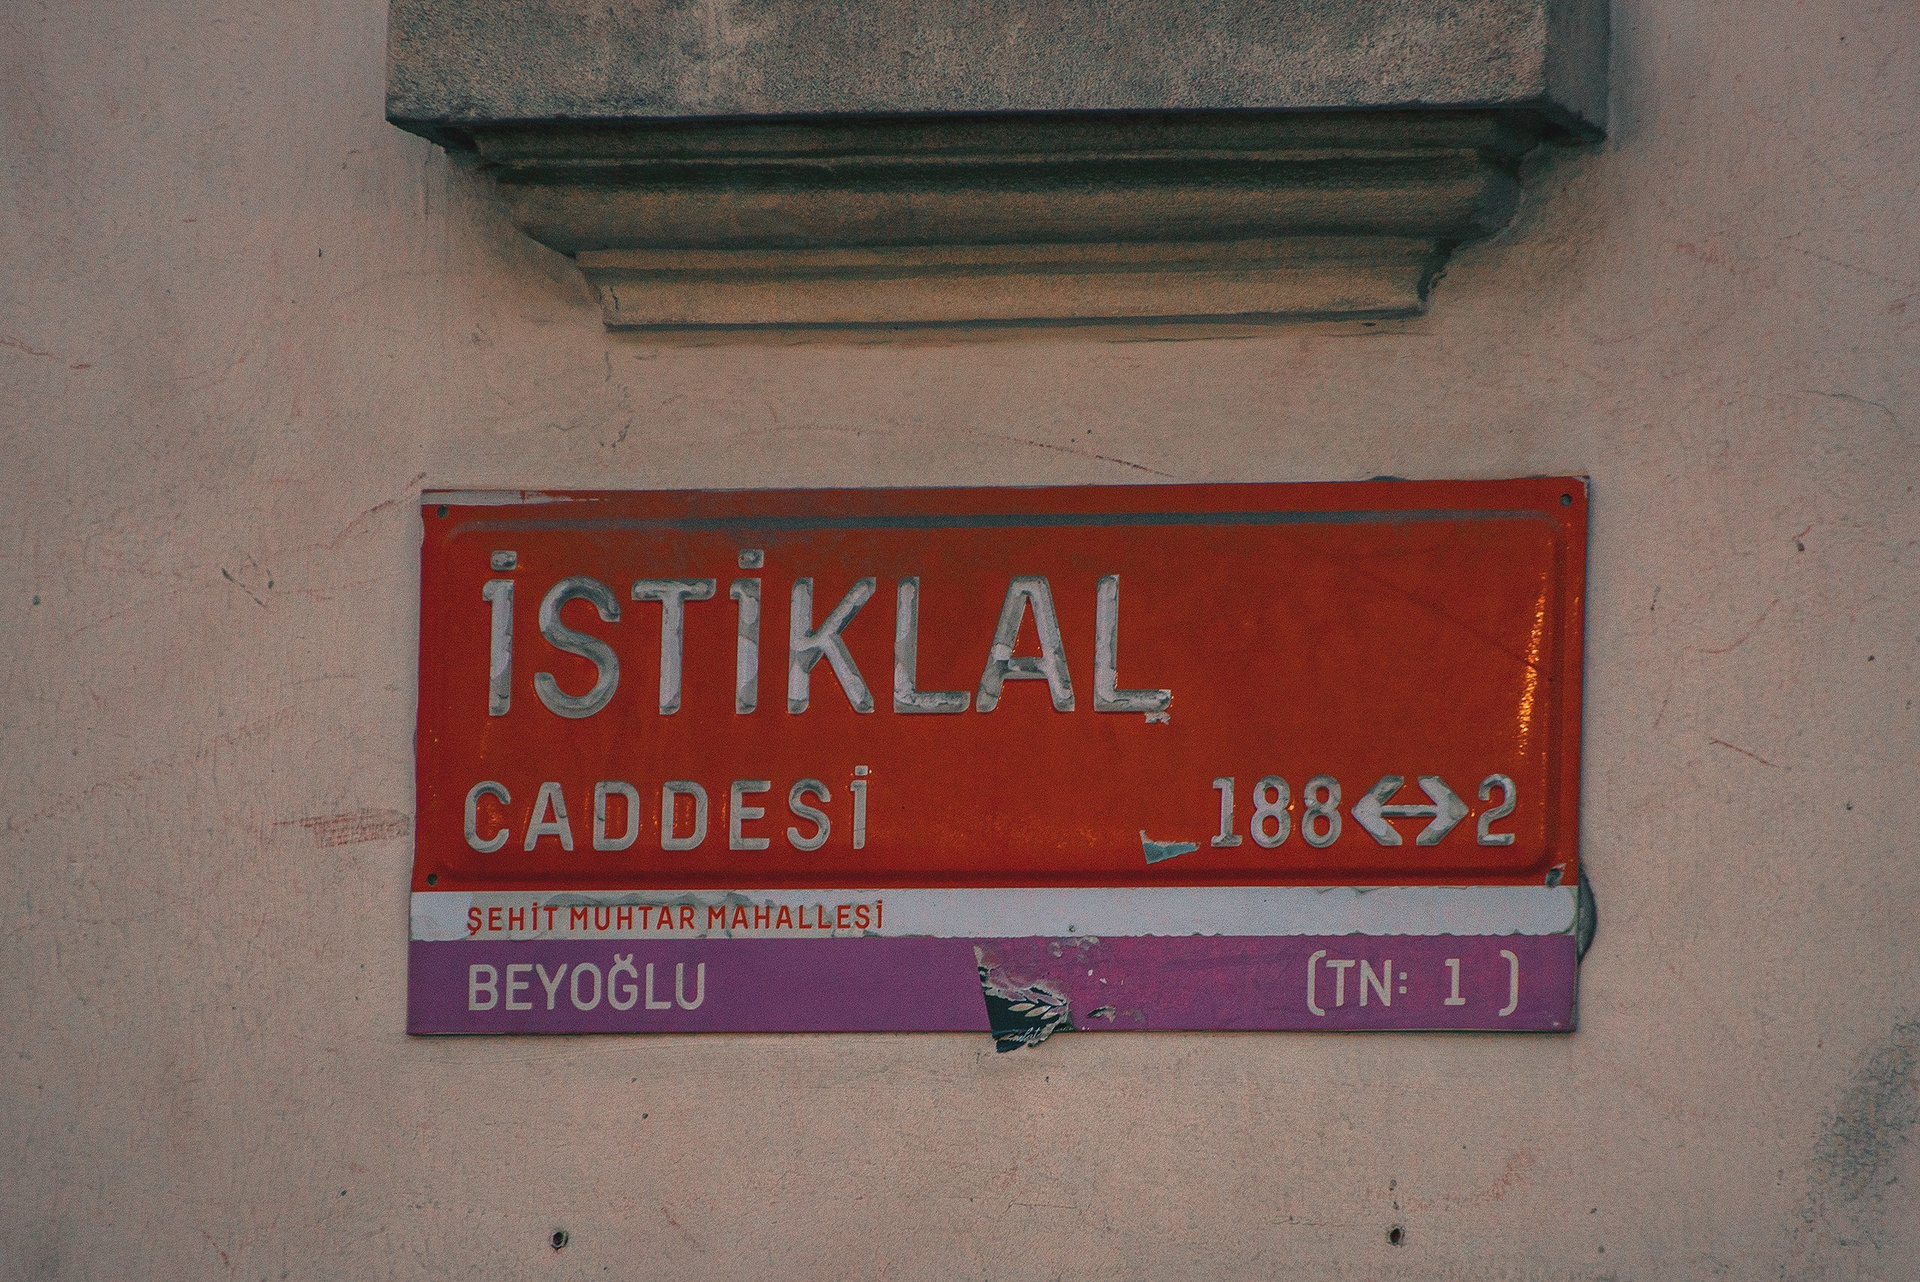 İSTİKLAL
CADDESİ 188↔2
ŞEHİT MUHTAR MAHALLESİ
BEYOĞLU (TN: 1 )